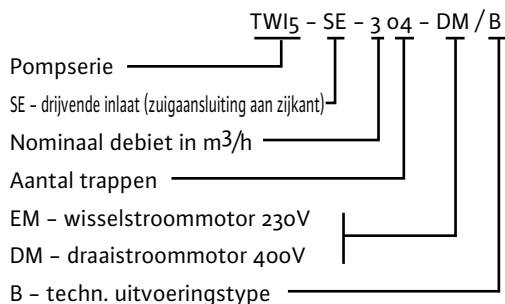 TWI5 – SE – 3 04 – DM / B
Pompserie
SE – drijvende inlaat (zuigaansluiting aan zijkant)
Nominaal debiet in m³/h
Aantal trappen
EM – wisselstroommotor 230V
DM – draaistroommotor 400V
B – techn. uitvoeringstype